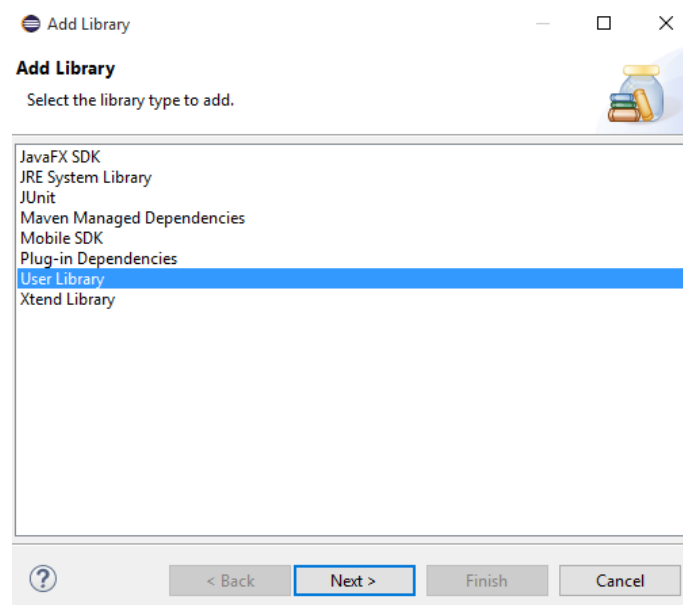 Add Library
Add Library
Select the library type to add.
JavaFX SDK
JRE System Library
JUnit
Maven Managed Dependencies
Mobile SDK
Plug-in Dependencies
User Library
Xtend Library
? < Back Next > Finish Cancel